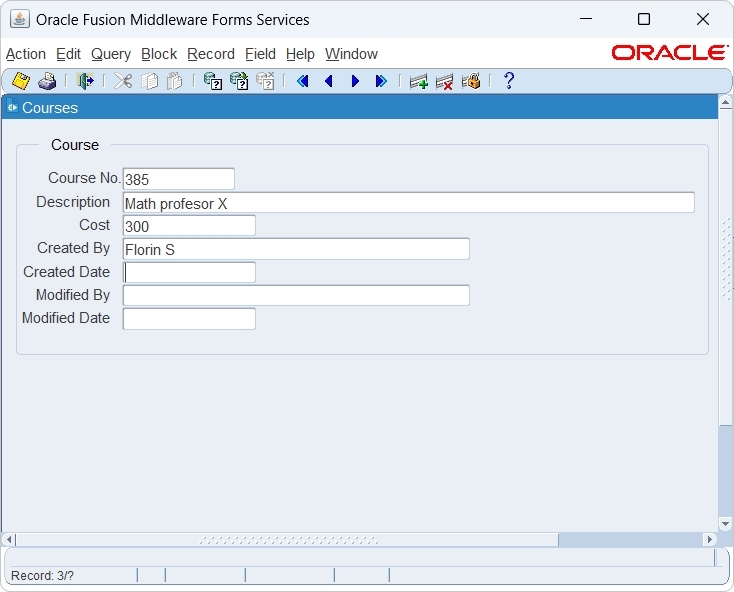 Oracle Fusion Middleware Forms Services
Action Edit Query Block Record Field Help Window
ORACLE
Courses
Course
Course No. 385
Description Math profesor X
Cost 300
Created By Florin S
Created Date
Modified By
Modified Date
Record: 3/?